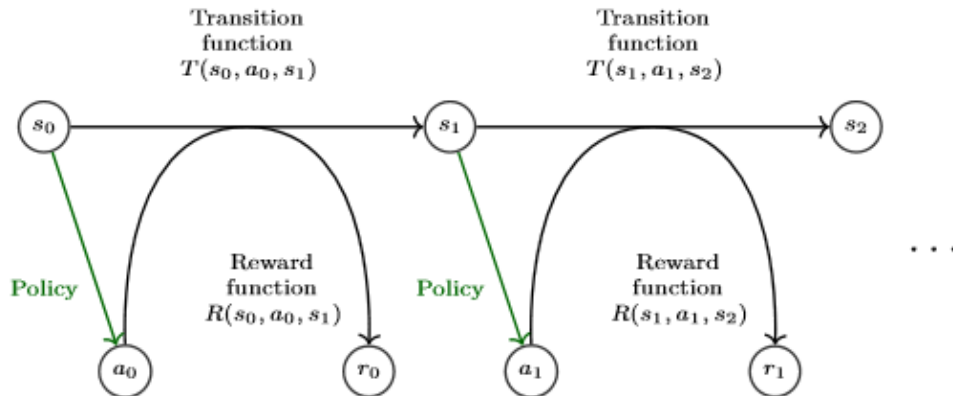 Transition
function
T(s₀, a₀, s₁)
Transition
function
T(s₁, a₁, s₂)
s₀
s₁
s₂
Policy
Reward
function
R(s₀, a₀, s₁)
Policy
Reward
function
R(s₁, a₁, s₂)
...
a₀
r₀
a₁
r₁